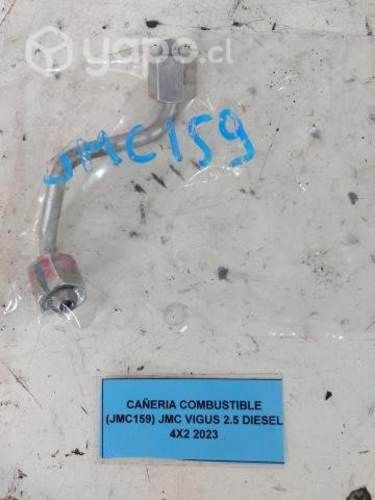 yapo.cl
JMC159
CAÑERIA COMBUSTIBLE
(JMC159) JMC VIGUS 2.5 DIESEL
4X2 2023